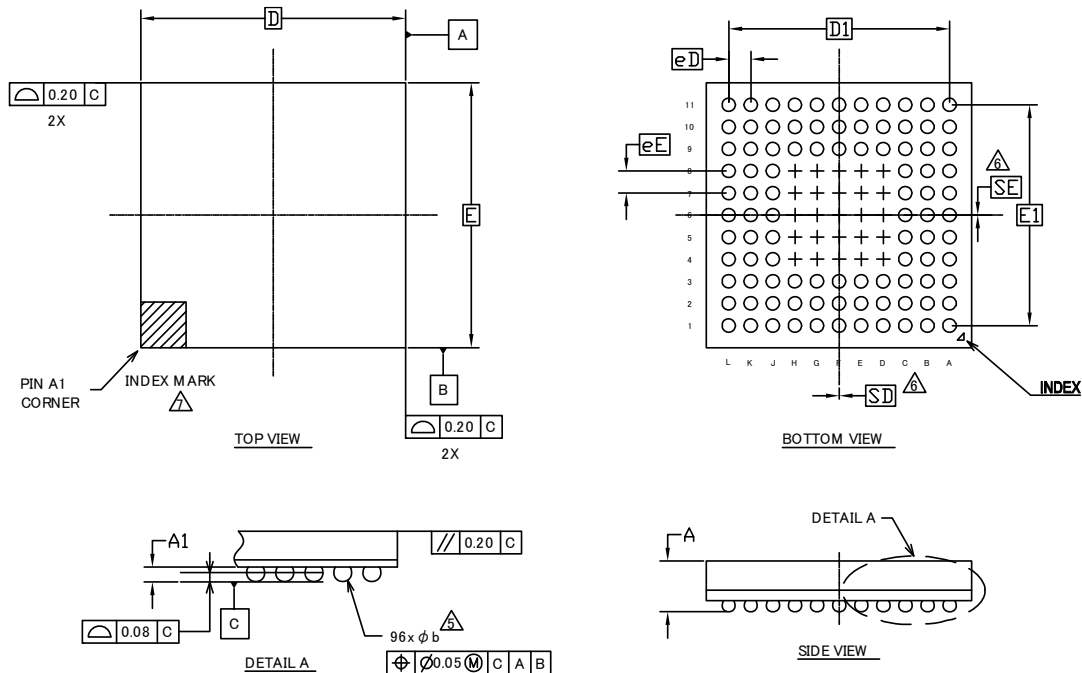 D
A
⌓ 0.20 C
2X
E
PIN A1
CORNER
INDEX MARK
7
B
⌓ 0.20 C
2X
TOP VIEW
D1
eD
eE
11
10
9
8
7
6
5
4
3
2
1
6
SE
E1
L K J H G F E D C B A
6
SD
INDEX
BOTTOM VIEW
A1
// 0.20 C
⌓ 0.08 C
C
5
96x ϕ b
⌖ ⌀0.05 Ⓜ C A B
DETAIL A
DETAIL A
A
SIDE VIEW